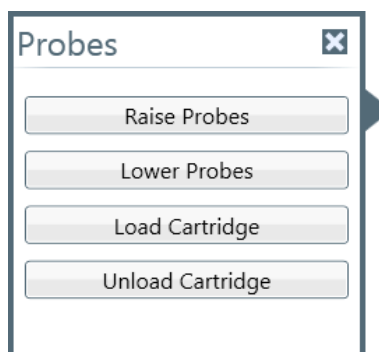 Probes
Raise Probes
Lower Probes
Load Cartridge
Unload Cartridge